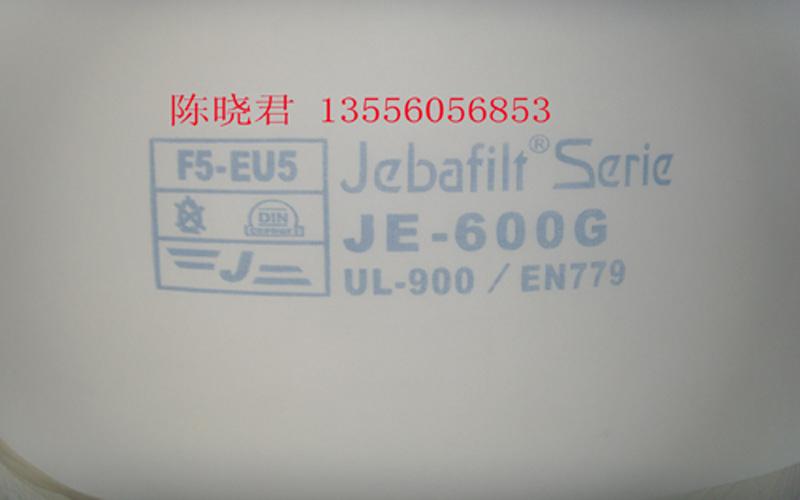 陈晓君 13556056853
F5-EU5
DIN
J
Jebafilt® Serie
JE-600G
UL-900 / EN779